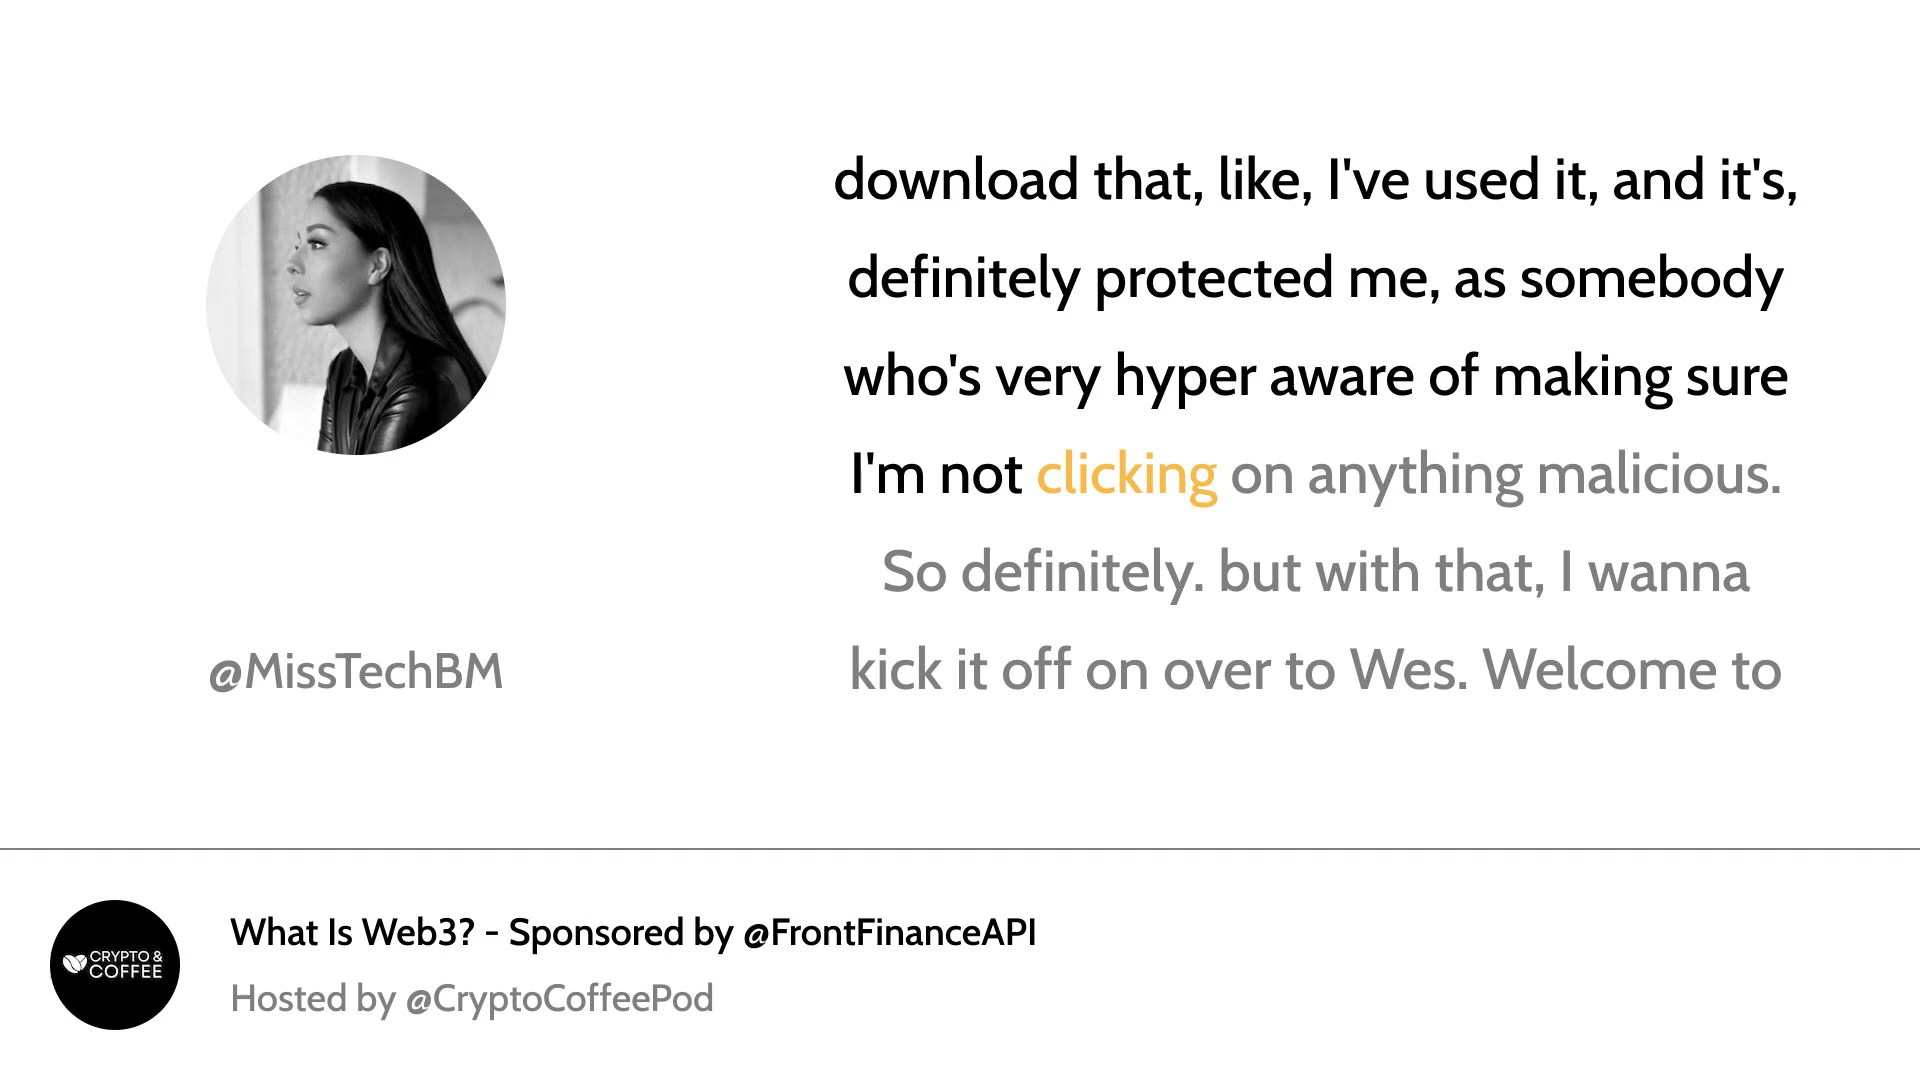 download that, like, I've used it, and it's,
definitely protected me, as somebody
who's very hyper aware of making sure
I'm not clicking on anything malicious.
So definitely. but with that, I wanna
kick it off on over to Wes. Welcome to
@MissTechBM
CRYPTO &
COFFEE
What Is Web3? - Sponsored by @FrontFinanceAPI
Hosted by @CryptoCoffeePod